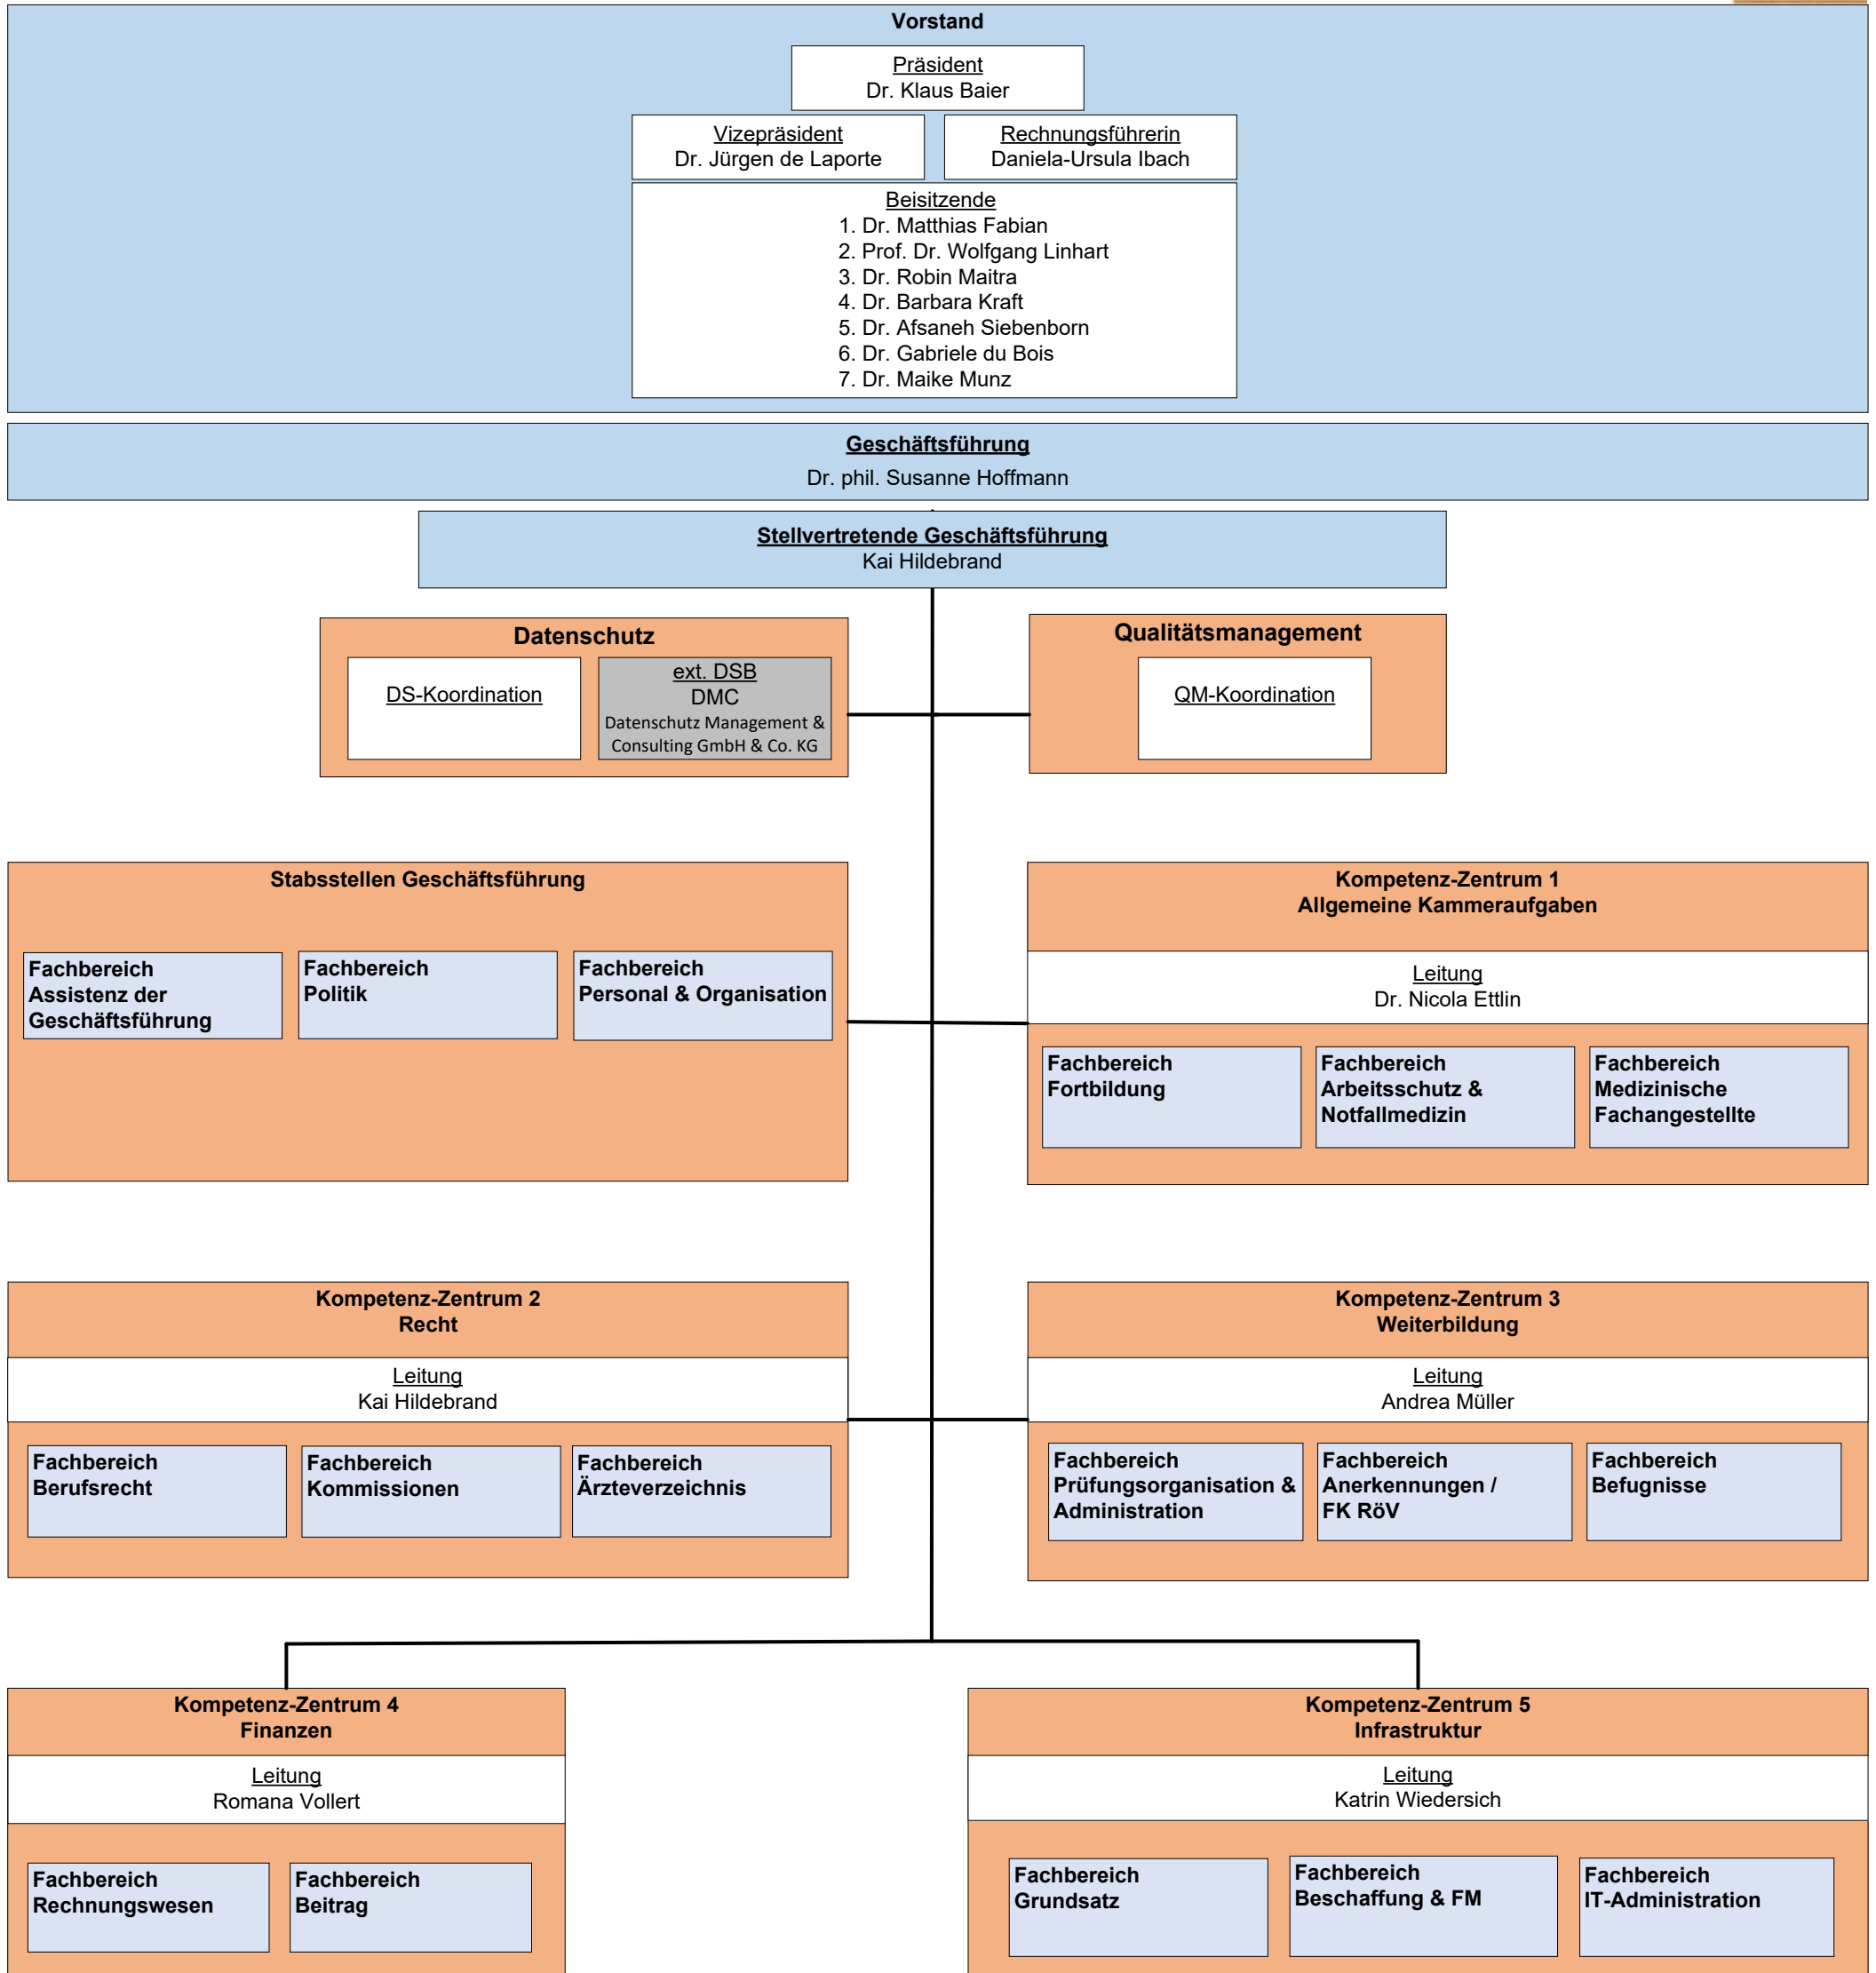 Vorstand
Präsident
Dr. Klaus Baier
Vizepräsident
Dr. Jürgen de Laporte
Rechnungsführerin
Daniela-Ursula Ibach
Beisitzende
1. Dr. Matthias Fabian
2. Prof. Dr. Wolfgang Linhart
3. Dr. Robin Maitra
4. Dr. Barbara Kraft
5. Dr. Afsaneh Siebenborn
6. Dr. Gabriele du Bois
7. Dr. Maike Munz
Geschäftsführung
Dr. phil. Susanne Hoffmann
Stellvertretende Geschäftsführung
Kai Hildebrand
Datenschutz
DS-Koordination
ext. DSB
DMC
Datenschutz Management &
Consulting GmbH & Co. KG
Qualitätsmanagement
QM-Koordination
Stabsstellen Geschäftsführung
Fachbereich
Assistenz der
Geschäftsführung
Fachbereich
Politik
Fachbereich
Personal & Organisation
Kompetenz-Zentrum 1
Allgemeine Kammeraufgaben
Leitung
Dr. Nicola Ettlin
Fachbereich
Fortbildung
Fachbereich
Arbeitsschutz &
Notfallmedizin
Fachbereich
Medizinische
Fachangestellte
Kompetenz-Zentrum 2
Recht
Leitung
Kai Hildebrand
Fachbereich
Berufsrecht
Fachbereich
Kommissionen
Fachbereich
Ärzteverzeichnis
Kompetenz-Zentrum 3
Weiterbildung
Leitung
Andrea Müller
Fachbereich
Prüfungsorganisation &
Administration
Fachbereich
Anerkennungen /
FK RöV
Fachbereich
Befugnisse
Kompetenz-Zentrum 4
Finanzen
Leitung
Romana Vollert
Fachbereich
Rechnungswesen
Fachbereich
Beitrag
Kompetenz-Zentrum 5
Infrastruktur
Leitung
Katrin Wiedersich
Fachbereich
Grundsatz
Fachbereich
Beschaffung & FM
Fachbereich
IT-Administration